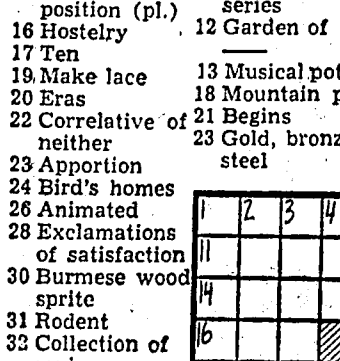 position (pl.)
16 Hostelry
17 Ten
19 Make lace
20 Eras
22 Correlative of
neither
23 Apportion
24 Bird's homes
26 Animated
28 Exclamations
of satisfaction
30 Burmese wood
sprite
31 Rodent
32 Collection of
series
12 Garden of
13 Musical pot
18 Mountain p
21 Begins
23 Gold, bronz
steel
1 2 3 4
11
14
16